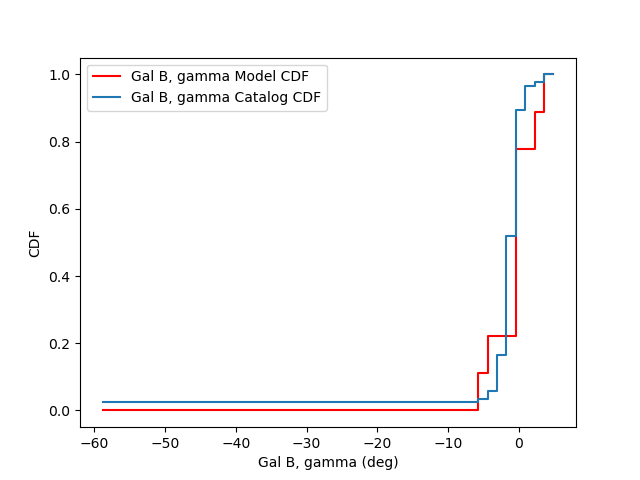 Gal B, gamma Model CDF
Gal B, gamma Catalog CDF
1.0
0.8
0.6
0.4
0.2
0.0
CDF
−60 −50 −40 −30 −20 −10 0
Gal B, gamma (deg)